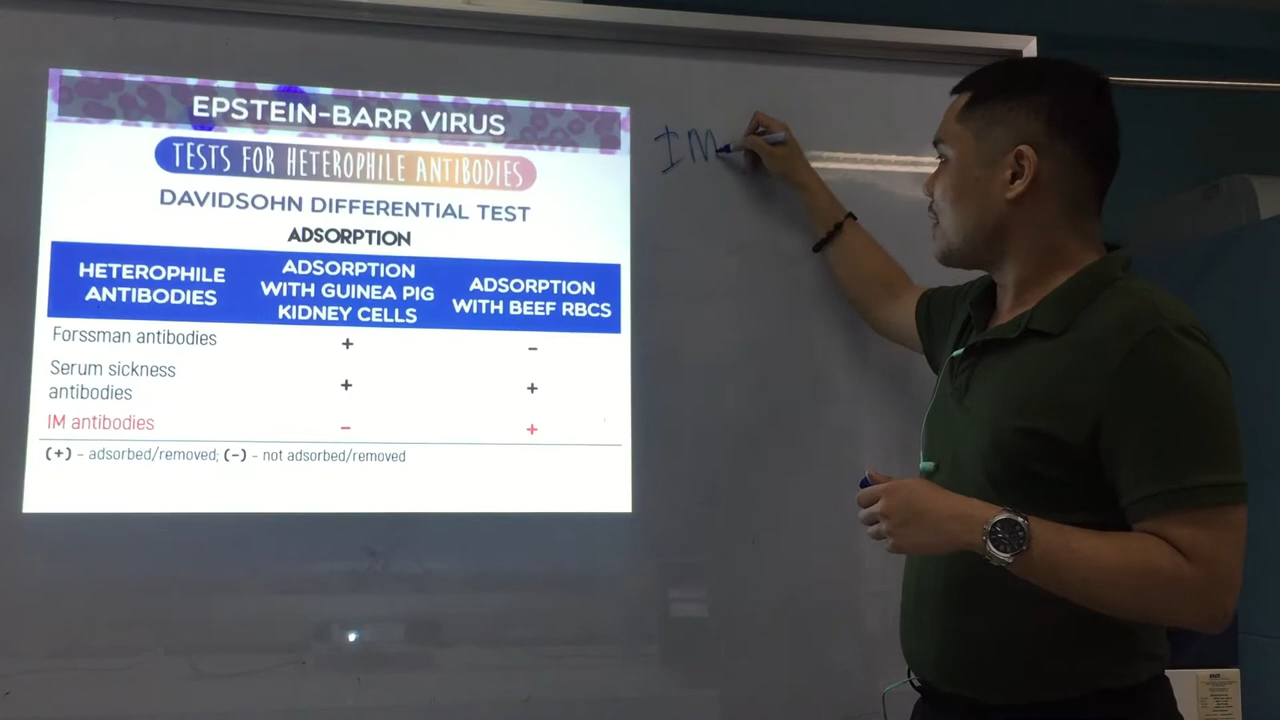 EPSTEIN-BARR VIRUS
TESTS FOR HETEROPHILE ANTIBODIES
DAVIDSOHN DIFFERENTIAL TEST
ADSORPTION
HETEROPHILE ANTIBODIES ADSORPTION WITH GUINEA PIG KIDNEY CELLS ADSORPTION WITH BEEF RBCS
Forssman antibodies + –
Serum sickness antibodies + +
IM antibodies – +
(+) – adsorbed/removed; (–) – not adsorbed/removed
IM